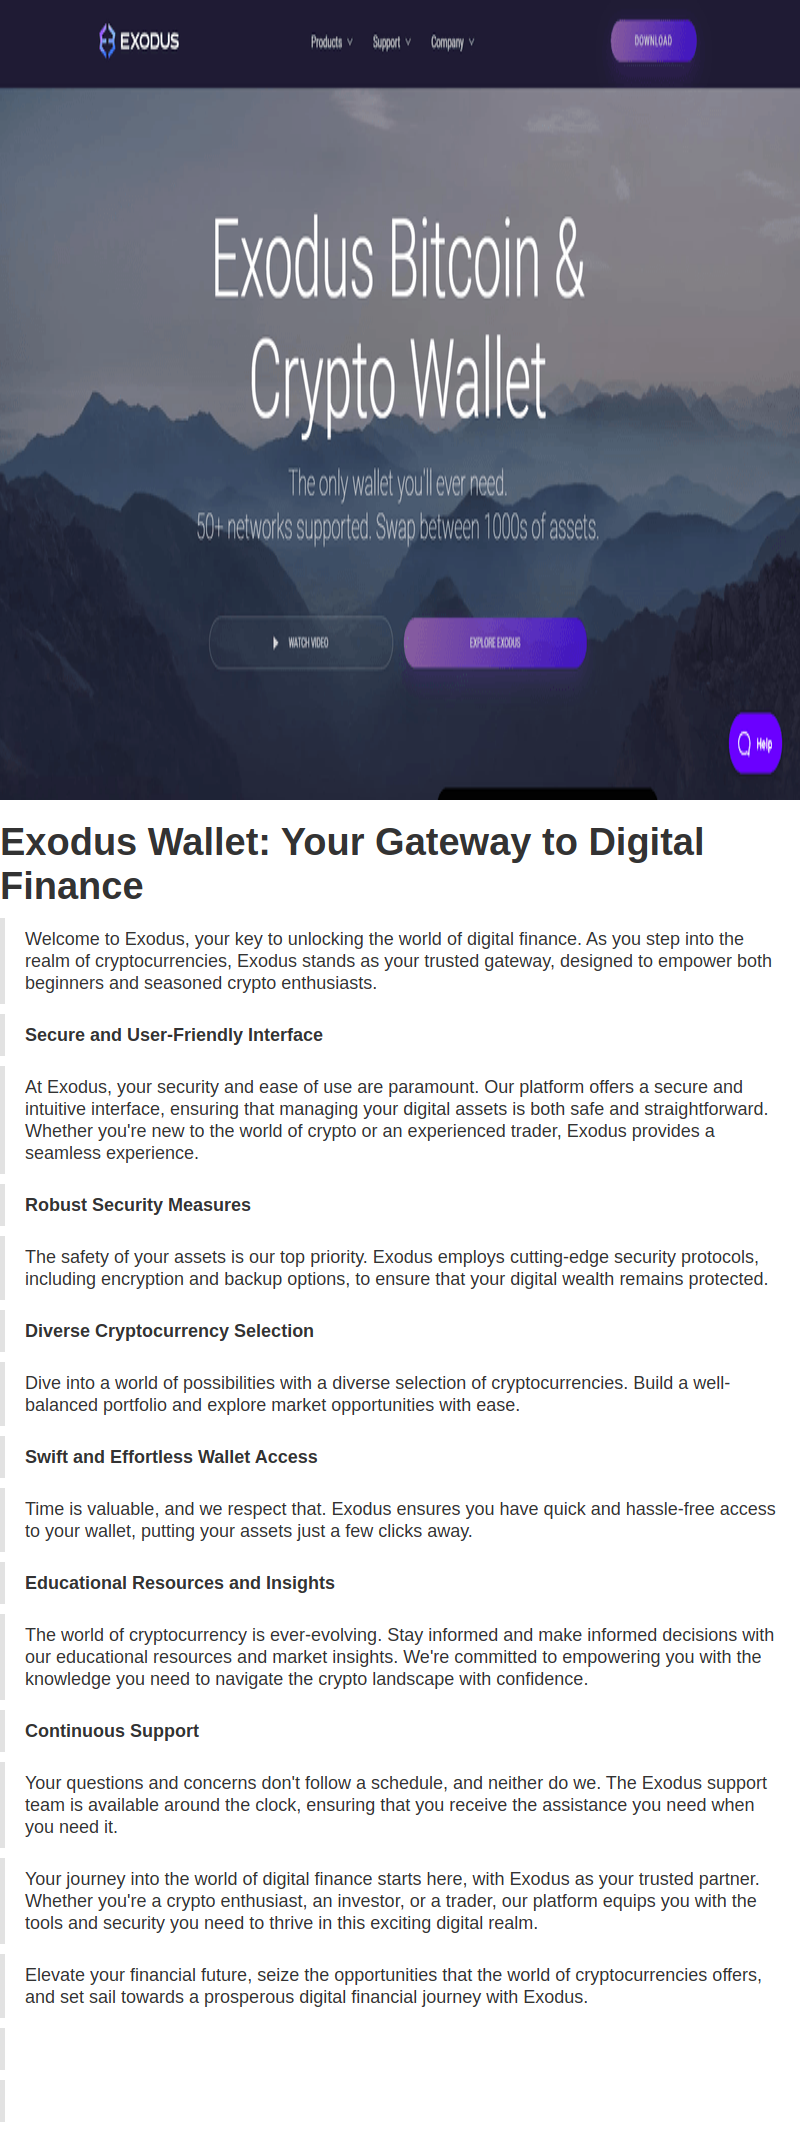 EXODUS
Products
Support
Company
DOWNLOAD
Exodus Bitcoin &
Crypto Wallet
The only wallet you'll ever need.
50+ networks supported. Swap between 1000s of assets.
WATCH VIDEO
EXPLORE EXODUS
Help
Exodus Wallet: Your Gateway to Digital
Finance
Welcome to Exodus, your key to unlocking the world of digital finance. As you step into the
realm of cryptocurrencies, Exodus stands as your trusted gateway, designed to empower both
beginners and seasoned crypto enthusiasts.
Secure and User-Friendly Interface
At Exodus, your security and ease of use are paramount. Our platform offers a secure and
intuitive interface, ensuring that managing your digital assets is both safe and straightforward.
Whether you're new to the world of crypto or an experienced trader, Exodus provides a
seamless experience.
Robust Security Measures
The safety of your assets is our top priority. Exodus employs cutting-edge security protocols,
including encryption and backup options, to ensure that your digital wealth remains protected.
Diverse Cryptocurrency Selection
Dive into a world of possibilities with a diverse selection of cryptocurrencies. Build a well-
balanced portfolio and explore market opportunities with ease.
Swift and Effortless Wallet Access
Time is valuable, and we respect that. Exodus ensures you have quick and hassle-free access
to your wallet, putting your assets just a few clicks away.
Educational Resources and Insights
The world of cryptocurrency is ever-evolving. Stay informed and make informed decisions with
our educational resources and market insights. We're committed to empowering you with the
knowledge you need to navigate the crypto landscape with confidence.
Continuous Support
Your questions and concerns don't follow a schedule, and neither do we. The Exodus support
team is available around the clock, ensuring that you receive the assistance you need when
you need it.
Your journey into the world of digital finance starts here, with Exodus as your trusted partner.
Whether you're a crypto enthusiast, an investor, or a trader, our platform equips you with the
tools and security you need to thrive in this exciting digital realm.
Elevate your financial future, seize the opportunities that the world of cryptocurrencies offers,
and set sail towards a prosperous digital financial journey with Exodus.